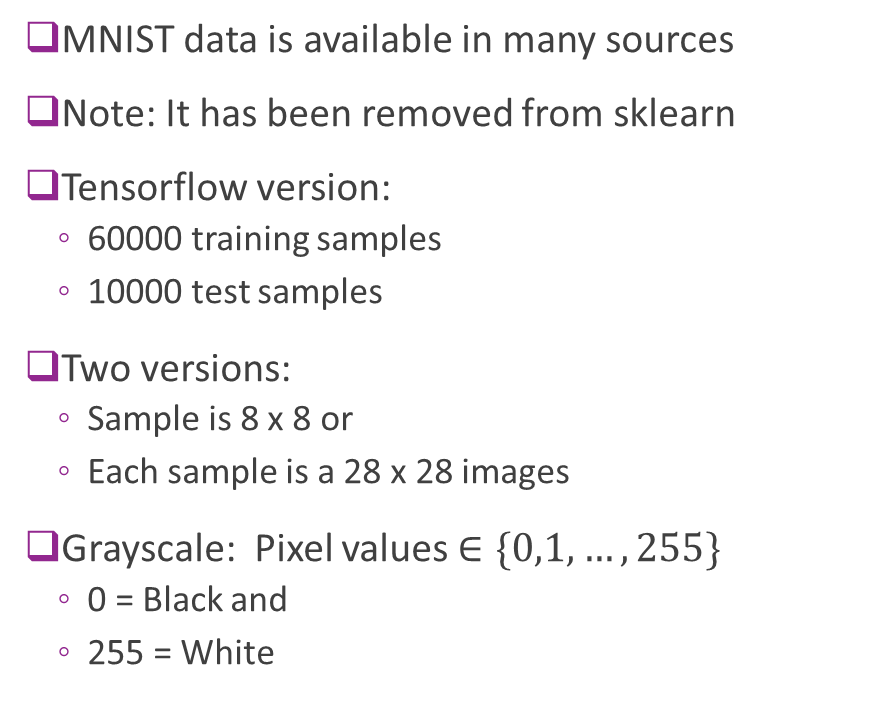 ❑MNIST data is available in many sources
❑Note: It has been removed from sklearn
❑Tensorflow version:
◦ 60000 training samples
◦ 10000 test samples
❑Two versions:
◦ Sample is 8 x 8 or
◦ Each sample is a 28 x 28 images
❑Grayscale: Pixel values ∈ {0,1, … , 255}
◦ 0 = Black and
◦ 255 = White